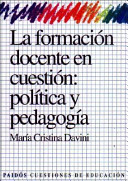 La formación
docente en
cuestión:
política y
pedagogía
María Cristina Davini
PAIDÓS CUESTIONES DE EDUCACIÓN